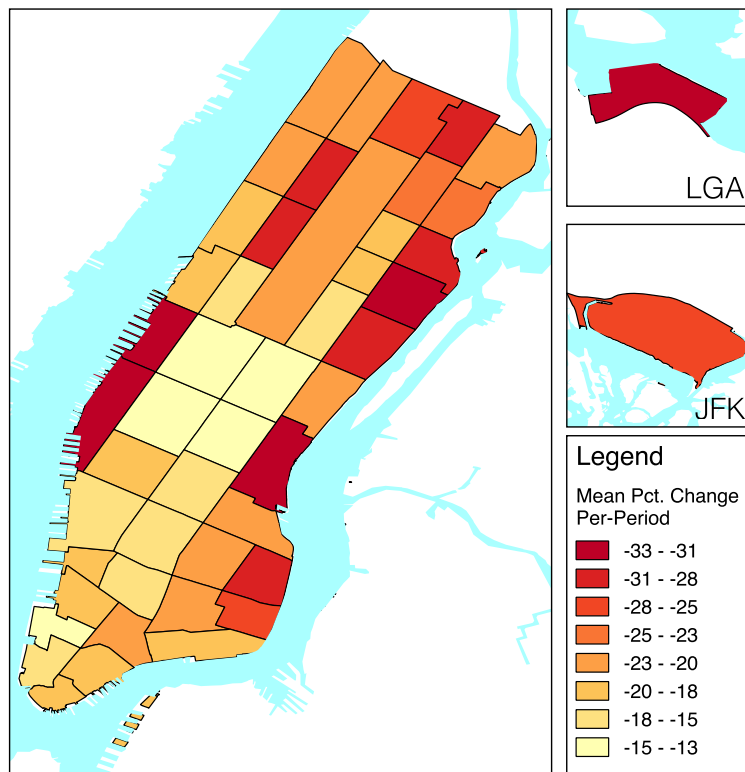 LGA
JFK
Legend
Mean Pct. Change
Per-Period
-33 - -31
-31 - -28
-28 - -25
-25 - -23
-23 - -20
-20 - -18
-18 - -15
-15 - -13